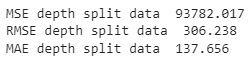 MSE depth split data  93782.017
RMSE depth split data  306.238
MAE depth split data  137.656